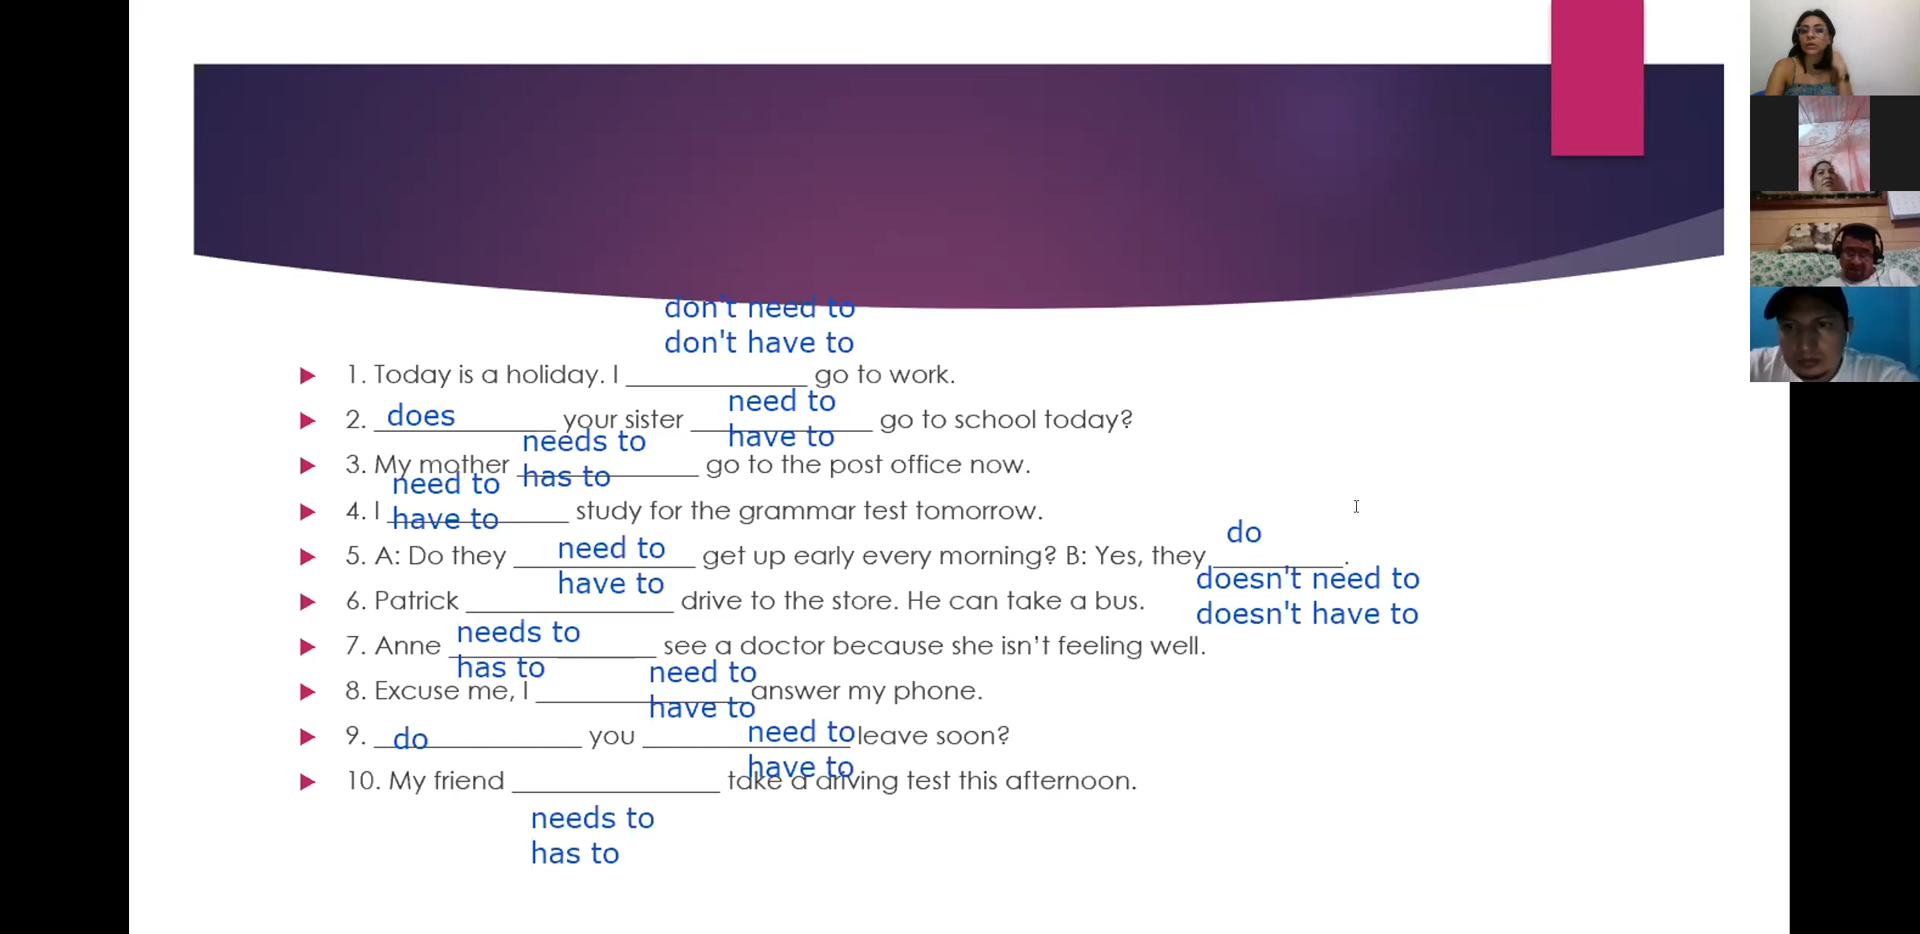 don't need to
don't have to
1. Today is a holiday. I ____________ go to work.
2. ____________ your sister ____________ go to school today?
does
need to
have to
3. My mother ____________ go to the post office now.
needs to
has to
4. I ____________ study for the grammar test tomorrow.
need to
have to
5. A: Do they ____________ get up early every morning? B: Yes, they _________.
need to
have to
do
6. Patrick ______________ drive to the store. He can take a bus.
doesn't need to
doesn't have to
7. Anne ______________ see a doctor because she isn't feeling well.
needs to
has to
8. Excuse me, I ______________ answer my phone.
need to
have to
9. ______________ you ______________ leave soon?
do
need to
have to
10. My friend ______________ take a driving test this afternoon.
needs to
has to